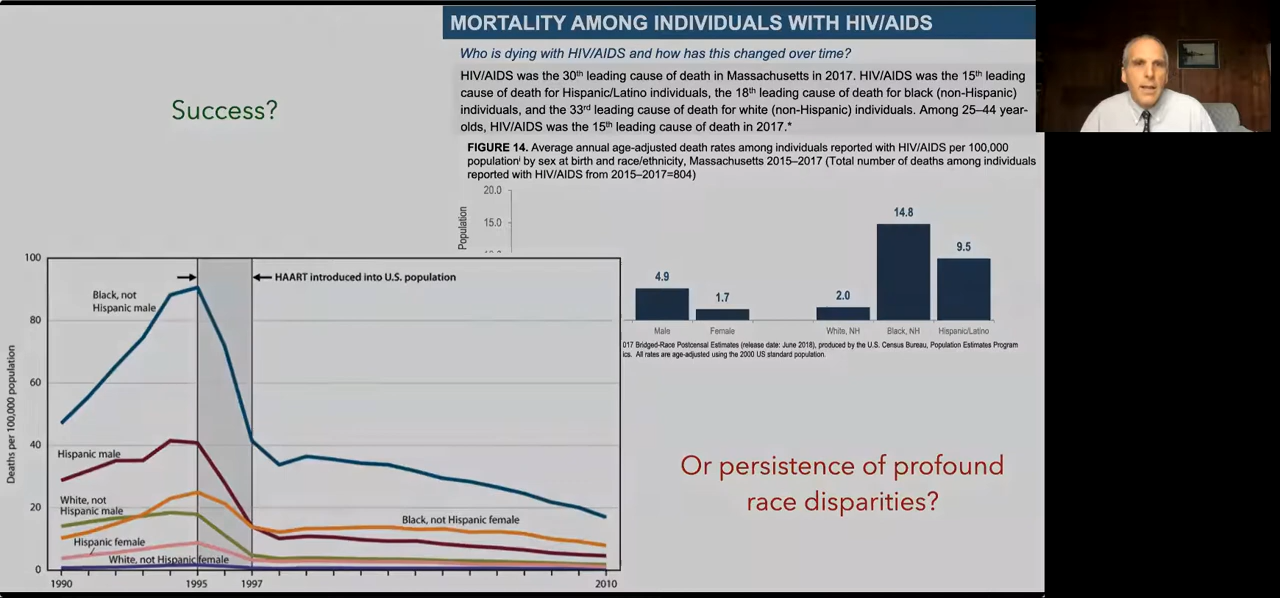 MORTALITY AMONG INDIVIDUALS WITH HIV/AIDS
Who is dying with HIV/AIDS and how has this changed over time?
HIV/AIDS was the 30th leading cause of death in Massachusetts in 2017. HIV/AIDS was the 15th leading
cause of death for Hispanic/Latino individuals, the 18th leading cause of death for black (non-Hispanic)
individuals, and the 33rd leading cause of death for white (non-Hispanic) individuals. Among 25–44 year-
olds, HIV/AIDS was the 15th leading cause of death in 2017.*
Success?
FIGURE 14. Average annual age-adjusted death rates among individuals reported with HIV/AIDS per 100,000
populationⁱ by sex at birth and race/ethnicity, Massachusetts 2015–2017 (Total number of deaths among individuals
reported with HIV/AIDS from 2015–2017=804)
20.0
15.0
Population
4.9
1.7
2.0
14.8
9.5
Male
Female
White, NH
Black, NH
Hispanic/Latino
017 Bridged-Race Postcensal Estimates (release date: June 2018), produced by the U.S. Census Bureau, Population Estimates Program
ics. All rates are age-adjusted using the 2000 US standard population.
100
80
60
40
20
0
Deaths per 100,000 population
HAART introduced into U.S. population
Black, not
Hispanic male
Hispanic male
White, not
Hispanic male
Hispanic female
White, not Hispanic female
Black, not Hispanic female
1990
1995
1997
2010
Or persistence of profound
race disparities?